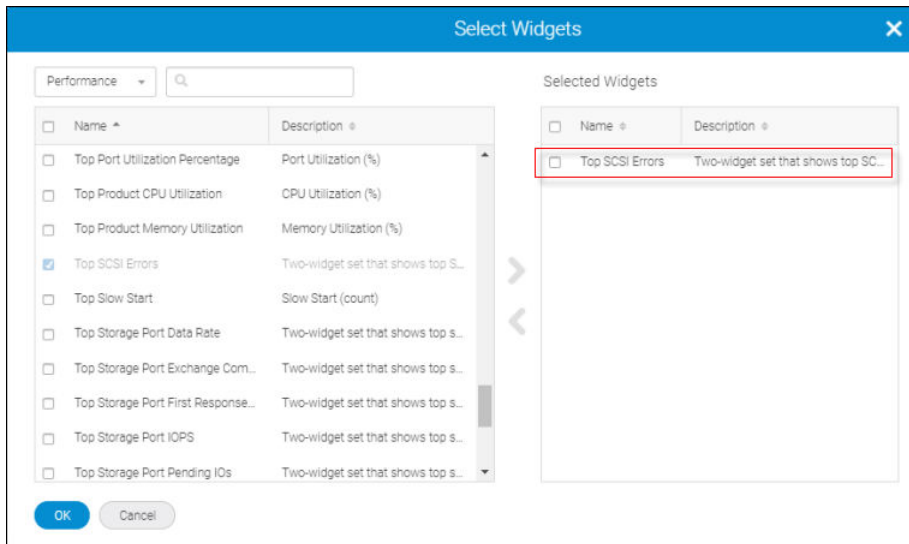 Select Widgets
Performance
Selected Widgets
Name Description
Top Port Utilization Percentage Port Utilization (%)
Top Product CPU Utilization CPU Utilization (%)
Top Product Memory Utilization Memory Utilization (%)
Top SCSI Errors Two-widget set that shows top S...
Top Slow Start Slow Start (count)
Top Storage Port Data Rate Two-widget set that shows top s...
Top Storage Port Exchange Com... Two-widget set that shows top s...
Top Storage Port First Response... Two-widget set that shows top s...
Top Storage Port IOPS Two-widget set that shows top s...
Top Storage Port Pending IOs Two-widget set that shows top s...
Name Description
Top SCSI Errors Two-widget set that shows top SC...
OK Cancel